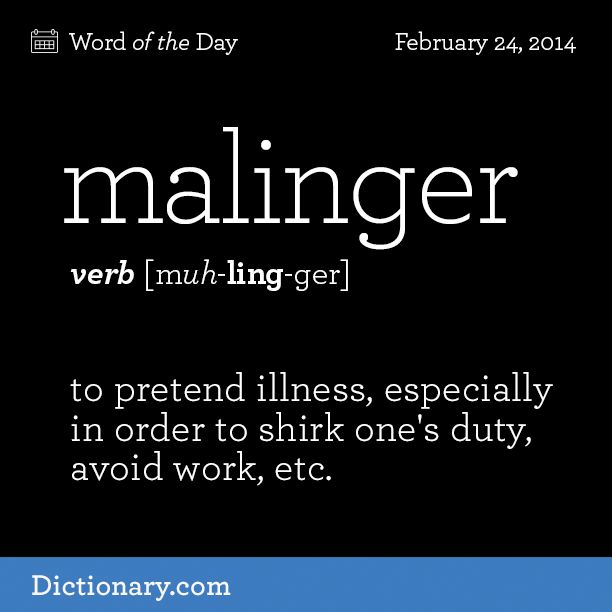 Word of the Day
February 24, 2014
malinger
verb [muh-ling-ger]
to pretend illness, especially
in order to shirk one's duty,
avoid work, etc.
Dictionary.com